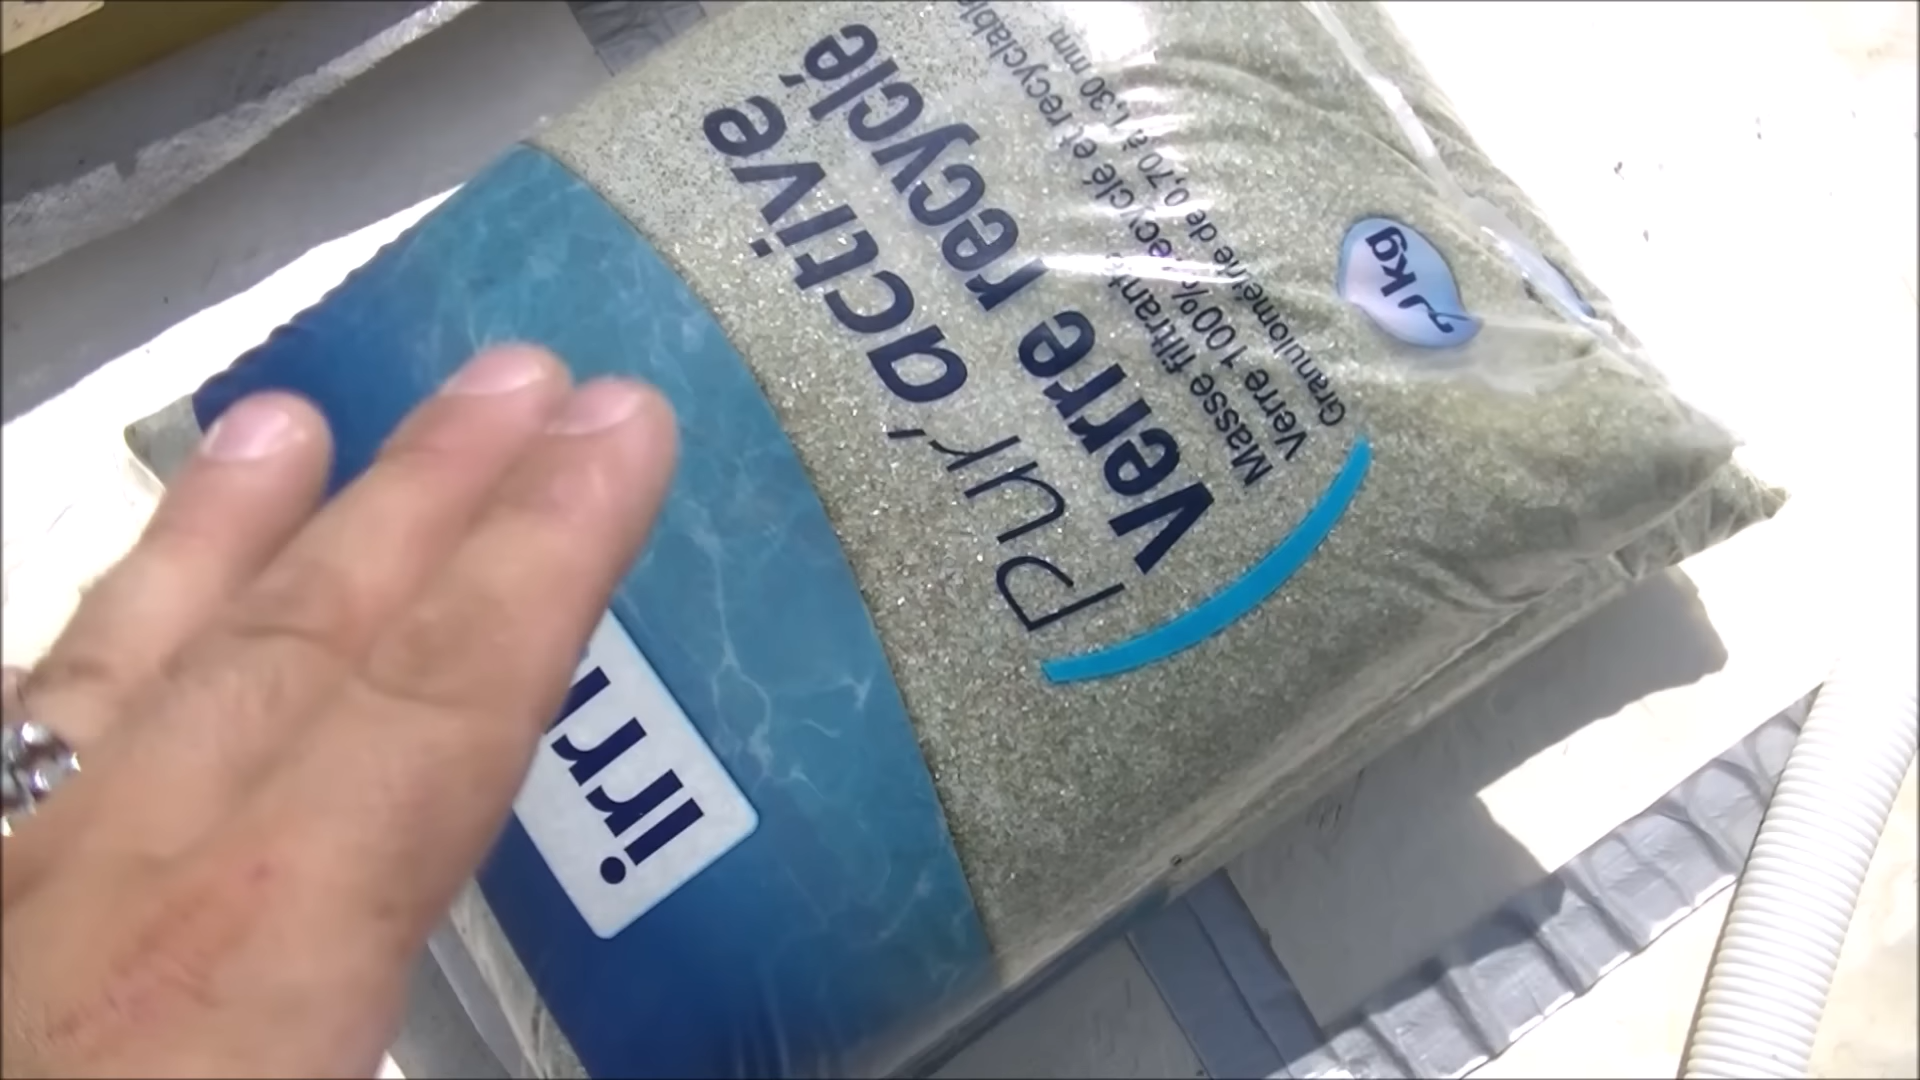 irri
Pur'active
Verre recyclé
Masse filtrante
Verre 100% recyclé et recyclable
Granulométrie de 0,70 à 1,30 mm
kg